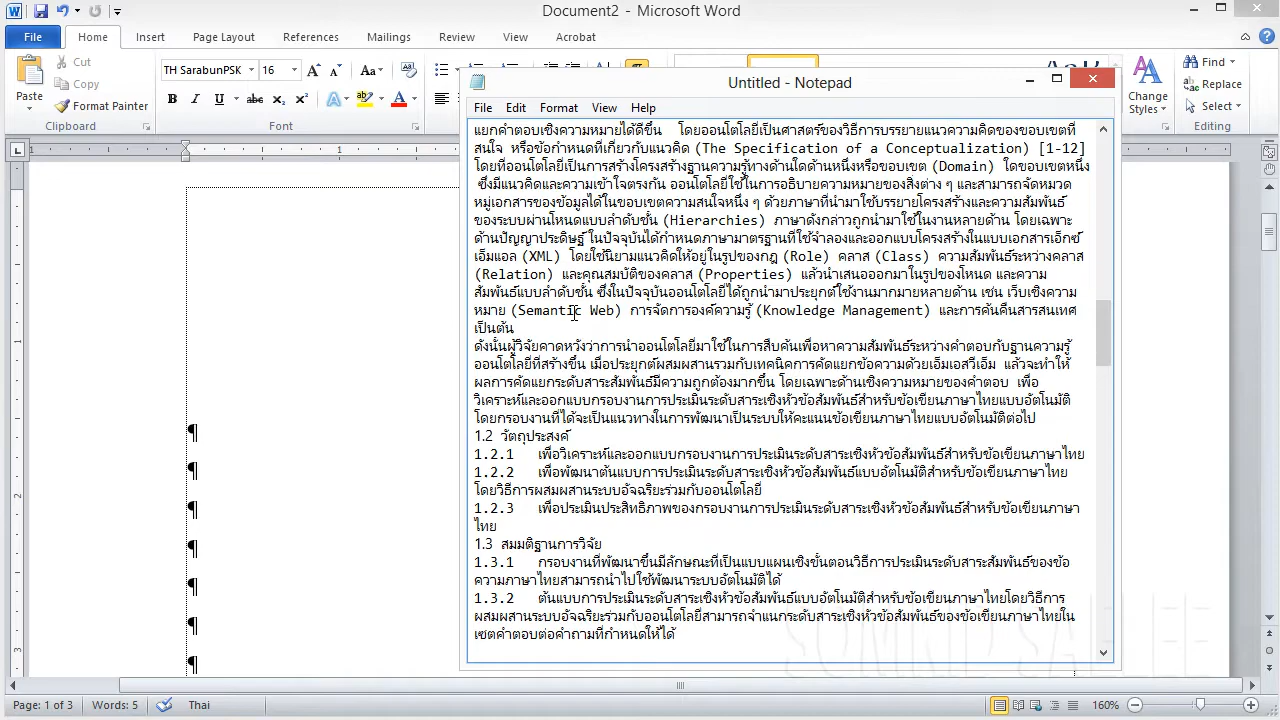 Document2 - Microsoft Word
File Home Insert Page Layout References Mailings Review View Acrobat
Cut
Copy
Format Painter
Paste
Clipboard
TH SarabunPSK 16
Font
Change Styles
Find
Replace
Select
Editing
Untitled - Notepad
File Edit Format View Help
แยกคำตอบเชิงความหมายได้ดีขึ้น โดยออนโตโลยีเป็นศาสตร์ของวิธีการบรรยายแนวความคิดของขอบเขตที่
สนใจ หรือข้อกำหนดที่เกี่ยวกับแนวคิด (The Specification of a Conceptualization) [1-12]
โดยที่ออนโตโลยีเป็นการสร้างโครงสร้างฐานความรู้ทางด้านใดด้านหนึ่งหรือขอบเขต (Domain) ใดขอบเขตหนึ่ง
ซึ่งมีแนวคิดและความเข้าใจตรงกัน ออนโตโลยีใช้ในการอธิบายความหมายของสิ่งต่าง ๆ และสามารถจัดหมวด
หมู่เอกสารของข้อมูลได้ในขอบเขตความสนใจหนึ่ง ๆ ด้วยภาษาที่นำมาใช้บรรยายโครงสร้างและความสัมพันธ์
ของระบบผ่านโหนดแบบลำดับชั้น (Hierarchies) ภาษาดังกล่าวถูกนำมาใช้ในงานหลายด้าน โดยเฉพาะ
ด้านปัญญาประดิษฐ์ ในปัจจุบันได้กำหนดภาษามาตรฐานที่ใช้จำลองและออกแบบโครงสร้างในแบบเอกสารเอ็กซ์
เอ็มแอล (XML) โดยใช้นิยามแนวคิดให้อยู่ในรูปของกฎ (Role) คลาส (Class) ความสัมพันธ์ระหว่างคลาส
(Relation) และคุณสมบัติของคลาส (Properties) แล้วนำเสนอออกมาในรูปของโหนด และความ
สัมพันธ์แบบลำดับชั้น ซึ่งในปัจจุบันออนโตโลยีได้ถูกนำมาประยุกต์ใช้งานมากมายหลายด้าน เช่น เว็บเชิงความ
หมาย (Semantic Web) การจัดการองค์ความรู้ (Knowledge Management) และการค้นคืนสารสนเทศ
เป็นต้น
ดังนั้นผู้วิจัยคาดหวังว่าการนำออนโตโลยีมาใช้ในการสืบค้นเพื่อหาความสัมพันธ์ระหว่างคำตอบกับฐานความรู้
ออนโตโลยีที่สร้างขึ้น เมื่อประยุกต์ผสมผสานรวมกับเทคนิคการคัดแยกข้อความด้วยเอ็มเอสวีเอ็ม แล้วจะทำให้
ผลการคัดแยกระดับสาระสัมพันธ์มีความถูกต้องมากขึ้น โดยเฉพาะด้านเชิงความหมายของคำตอบ เพื่อ
วิเคราะห์และออกแบบกรอบงานการประเมินระดับสาระเชิงหัวข้อสัมพันธ์สำหรับข้อเขียนภาษาไทยแบบอัตโนมัติ
โดยกรอบงานที่ได้จะเป็นแนวทางในการพัฒนาเป็นระบบให้คะแนนข้อเขียนภาษาไทยแบบอัตโนมัติต่อไป
1.2 วัตถุประสงค์
1.2.1 เพื่อวิเคราะห์และออกแบบกรอบงานการประเมินระดับสาระเชิงหัวข้อสัมพันธ์สำหรับข้อเขียนภาษาไทย
1.2.2 เพื่อพัฒนาต้นแบบการประเมินระดับสาระเชิงหัวข้อสัมพันธ์แบบอัตโนมัติสำหรับข้อเขียนภาษาไทย
โดยวิธีการผสมผสานระบบอัจฉริยะร่วมกับออนโตโลยี
1.2.3 เพื่อประเมินประสิทธิภาพของกรอบงานการประเมินระดับสาระเชิงหัวข้อสัมพันธ์สำหรับข้อเขียนภาษา
ไทย
1.3 สมมติฐานการวิจัย
1.3.1 กรอบงานที่พัฒนาขึ้นมีลักษณะที่เป็นแบบแผนเชิงขั้นตอนวิธีการประเมินระดับสาระสัมพันธ์ของข้อ
ความภาษาไทยสามารถนำไปใช้พัฒนาระบบอัตโนมัติได้
1.3.2 ต้นแบบการประเมินระดับสาระเชิงหัวข้อสัมพันธ์แบบอัตโนมัติสำหรับข้อเขียนภาษาไทยโดยวิธีการ
ผสมผสานระบบอัจฉริยะร่วมกับออนโตโลยีสามารถจำแนกระดับสาระเชิงหัวข้อสัมพันธ์ของข้อเขียนภาษาไทยใน
เซตคำตอบต่อคำถามที่กำหนดให้ได้
SOMNID SAELEE
Page: 1 of 3 Words: 5 Thai 160%